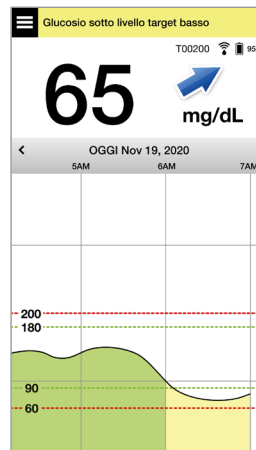 Glucosio sotto livello target basso
T00200 95
65
mg/dL
OGGI Nov 19, 2020
5AM 6AM 7AM
200
180
90
60